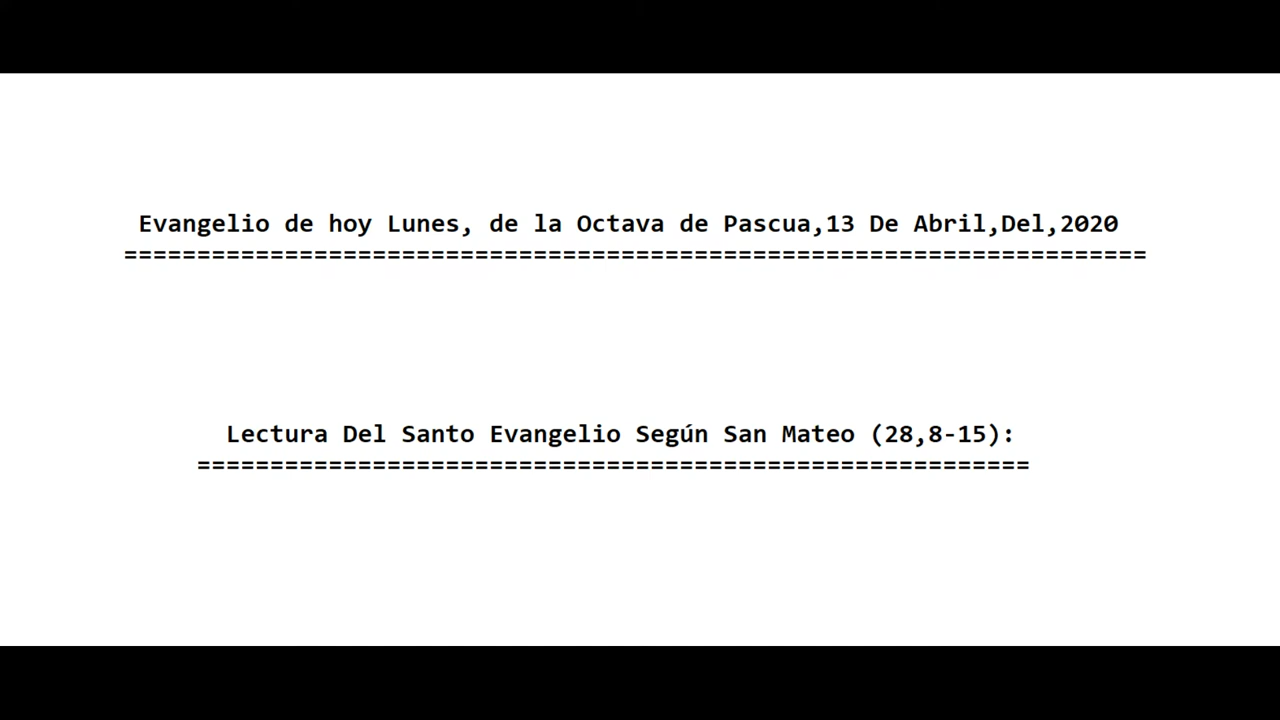 Evangelio de hoy Lunes, de la Octava de Pascua,13 De Abril,Del,2020
======================================================================
Lectura Del Santo Evangelio Según San Mateo (28,8-15):
=========================================================